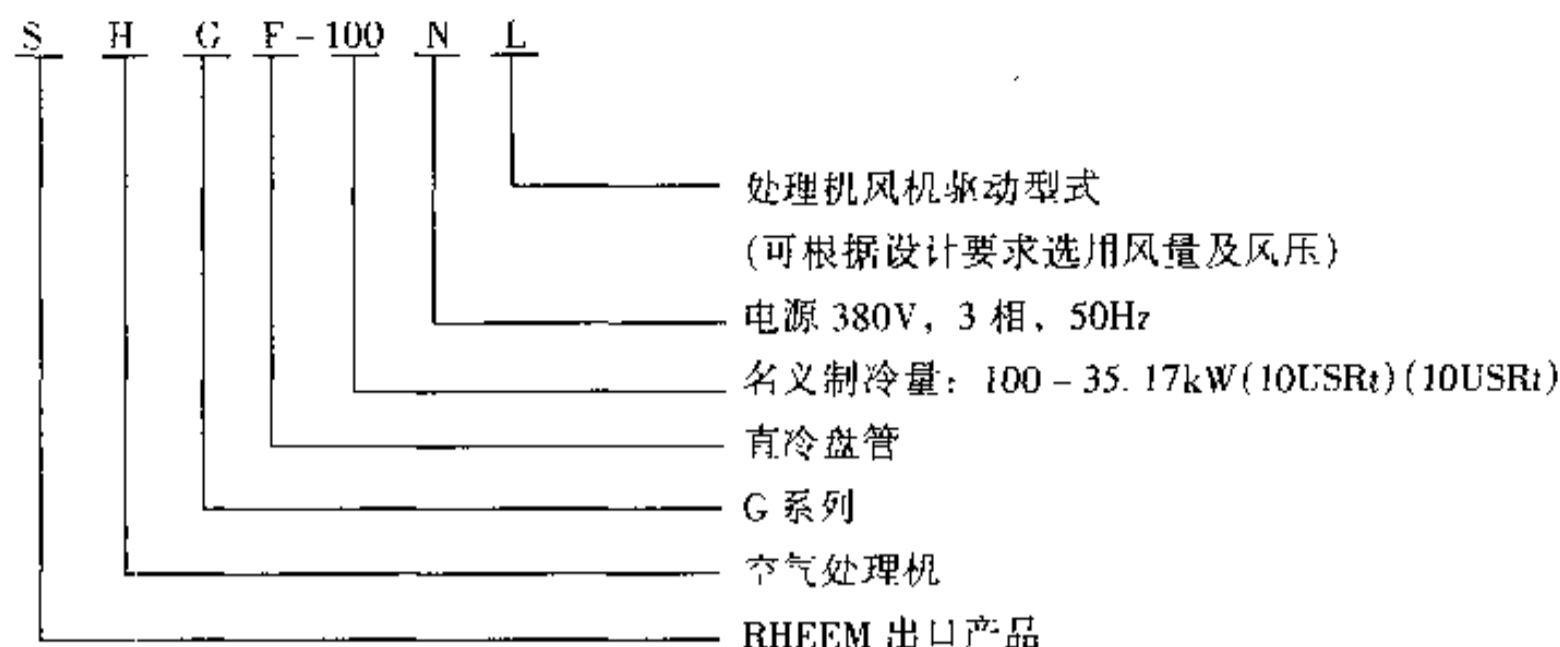 S H G F-100 N L
处理机风机驱动型式
(可根据设计要求选用风量及风压)
电源 380V, 3 相, 50Hz
名义制冷量: 100-35.17kW(10USRt)(10USRt)
直冷盘管
G 系列
空气处理机
RHEEM 出口产品